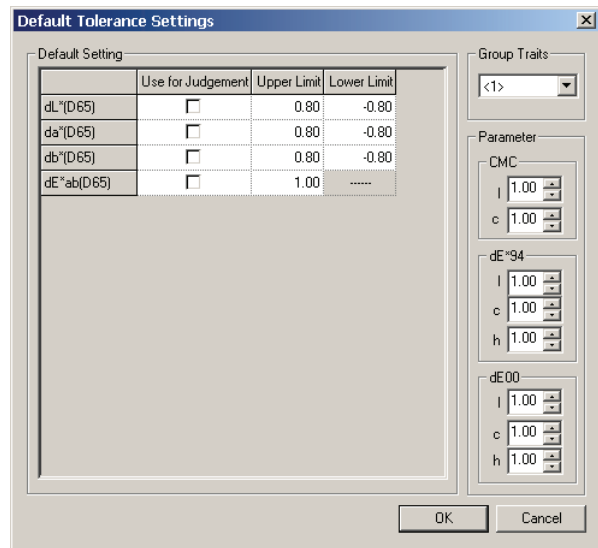 Default Tolerance Settings
Default Setting
Use for Judgement Upper Limit Lower Limit
dL*(D65) 0.80 -0.80
da*(D65) 0.80 -0.80
db*(D65) 0.80 -0.80
dE*ab(D65) 1.00 ------
Group Traits
<1>
Parameter
CMC
l 1.00
c 1.00
dE*94
l 1.00
c 1.00
h 1.00
dE00
l 1.00
c 1.00
h 1.00
OK Cancel